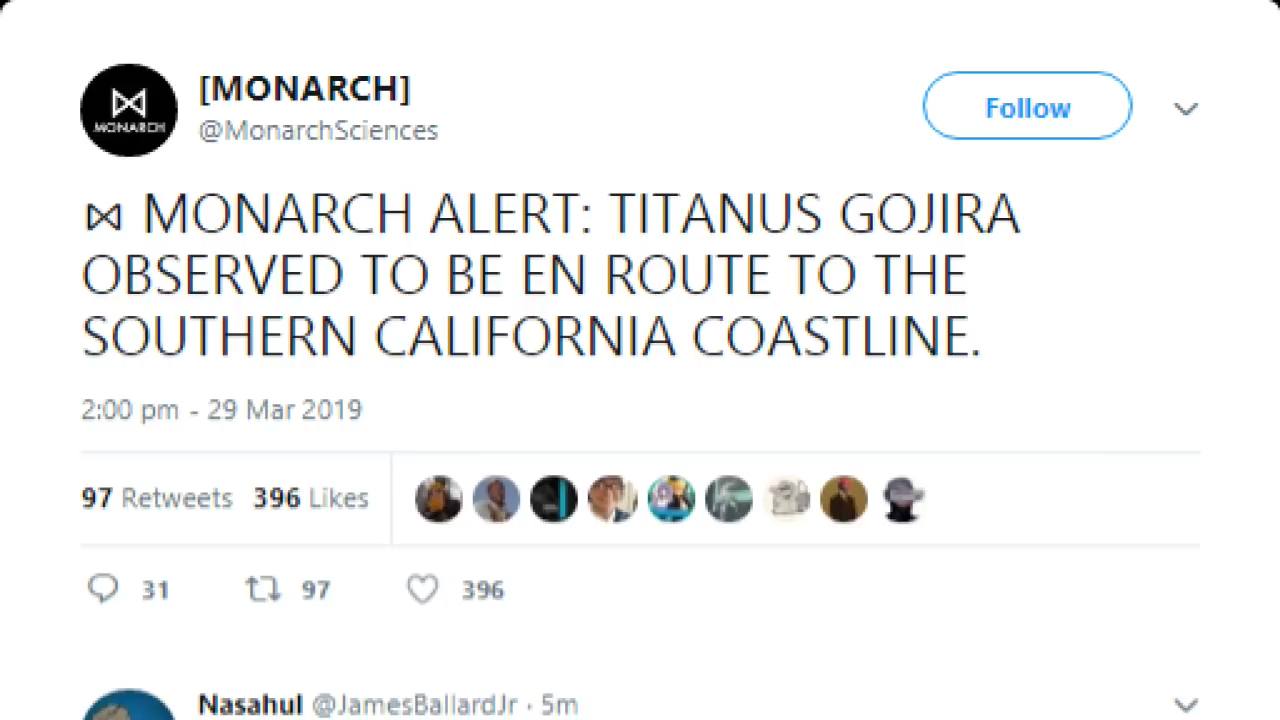 [MONARCH]
MONARCH
@MonarchSciences
Follow
⋈ MONARCH ALERT: TITANUS GOJIRA
OBSERVED TO BE EN ROUTE TO THE
SOUTHERN CALIFORNIA COASTLINE.
2:00 pm - 29 Mar 2019
97 Retweets 396 Likes
31 97 396
Nasahul @JamesBallardJr · 5m